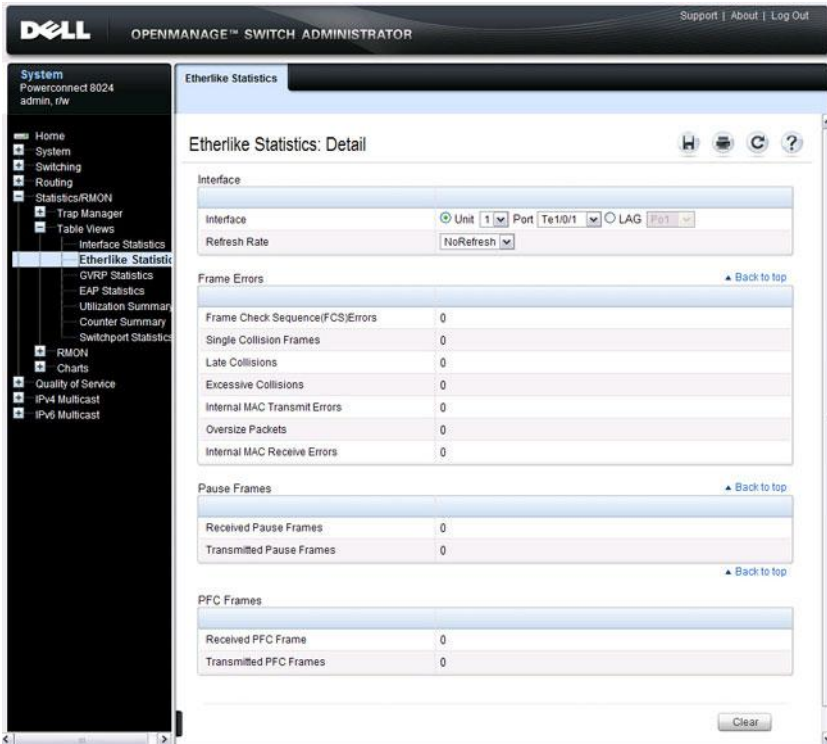 Support | About | Log Out
DELL OPENMANAGE™ SWITCH ADMINISTRATOR
System
Powerconnect 8024
admin, r/w
Etherlike Statistics
Home
System
Switching
Routing
Statistics/RMON
Trap Manager
Table Views
Interface Statistics
Etherlike Statistic
GVRP Statistics
EAP Statistics
Utilization Summary
Counter Summary
Switchport Statistics
RMON
Charts
Quality of Service
IPv4 Multicast
IPv6 Multicast
Etherlike Statistics: Detail
Interface
Interface Unit 1 Port Te1/0/1 LAG Po1
Refresh Rate NoRefresh
Frame Errors Back to top
Frame Check Sequence(FCS)Errors 0
Single Collision Frames 0
Late Collisions 0
Excessive Collisions 0
Internal MAC Transmit Errors 0
Oversize Packets 0
Internal MAC Receive Errors 0
Pause Frames Back to top
Received Pause Frames 0
Transmitted Pause Frames 0
Back to top
PFC Frames
Received PFC Frame 0
Transmitted PFC Frames 0
Clear